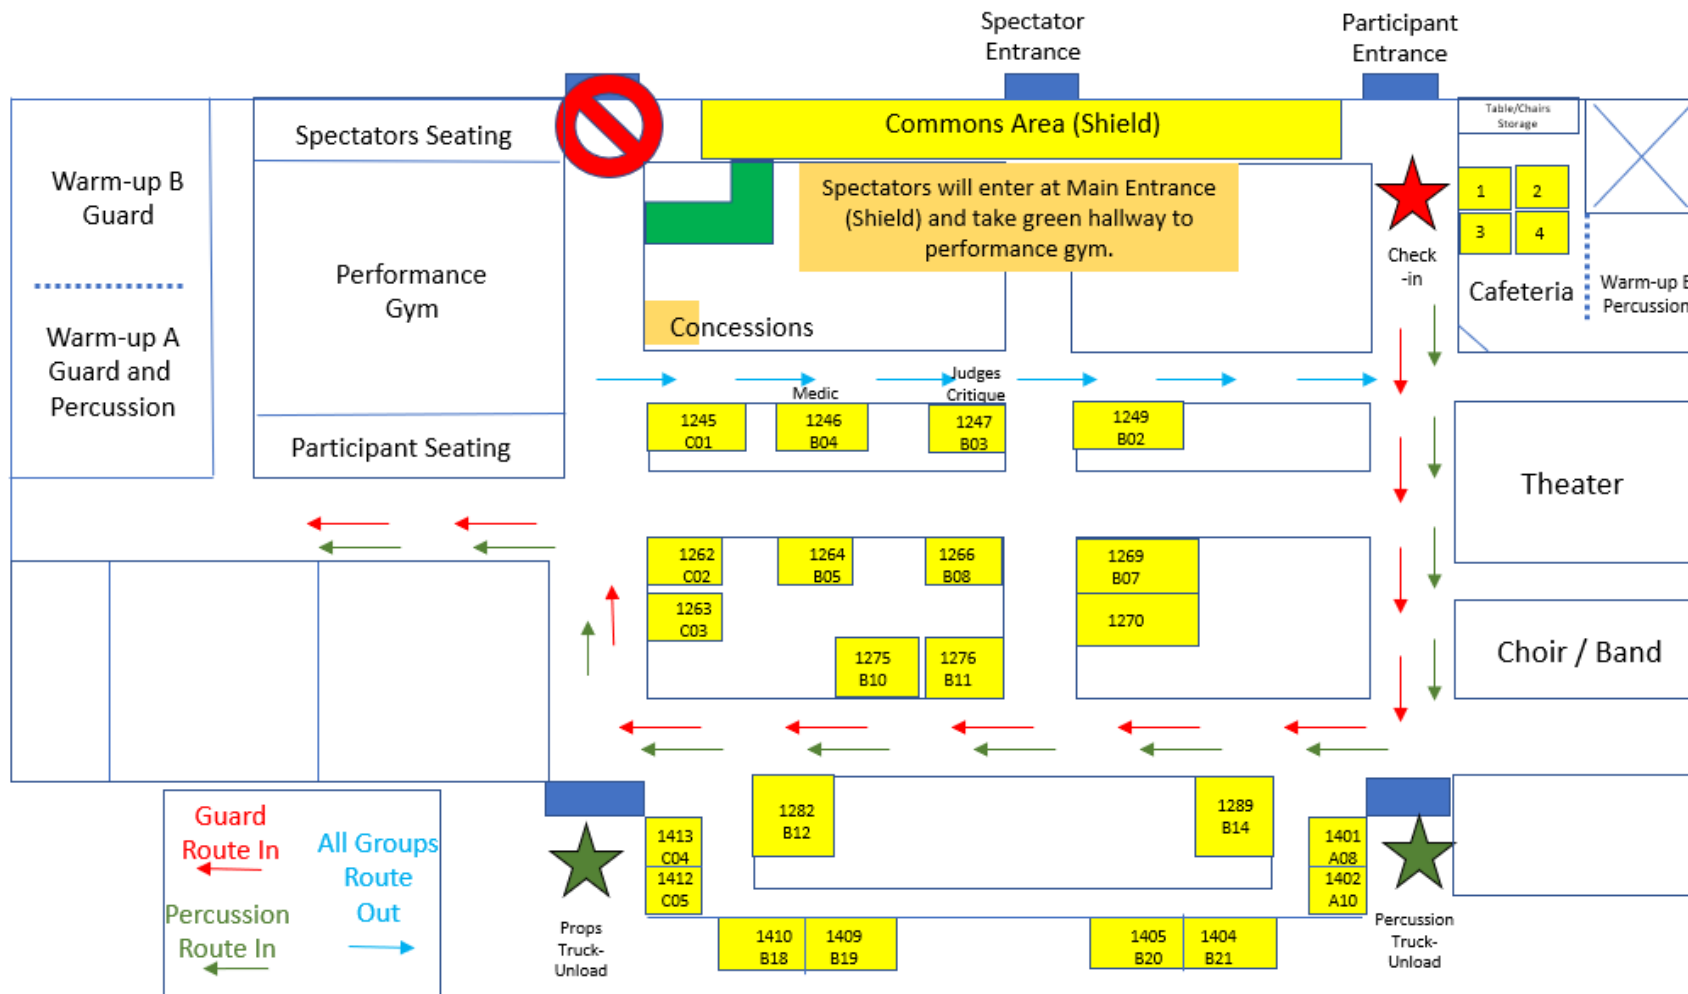 Spectator
Entrance
Participant
Entrance
Spectators Seating
Commons Area (Shield)
Table/Chairs
Storage
Warm-up B
Guard
Spectators will enter at Main Entrance
(Shield) and take green hallway to
performance gym.
1
2
3
4
Check
-in
Performance
Gym
Cafeteria
Warm-up B
Percussion
Concessions
Warm-up A
Guard and
Percussion
Medic
Judges
Critique
1245
C01
1246
B04
1247
B03
1249
B02
Participant Seating
Theater
1262
C02
1264
B05
1266
B08
1269
B07
1263
C03
1270
1275
B10
1276
B11
Choir / Band
Guard
Route In
All Groups
Route
Out
Percussion
Route In
1282
B12
1289
B14
1413
C04
1412
C05
1401
A08
1402
A10
Props
Truck-
Unload
1410
B18
1409
B19
1405
B20
1404
B21
Percussion
Truck-
Unload